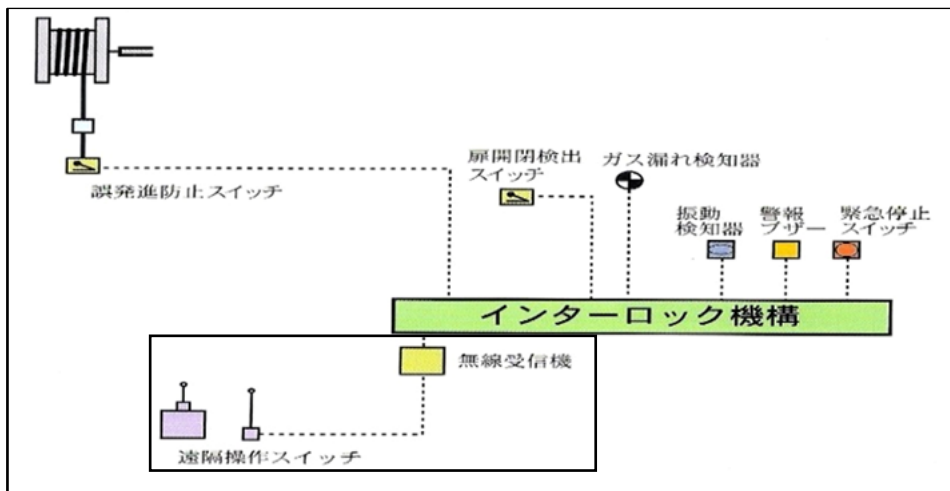 扉開閉検出
スイッチ
ガス漏れ検知器
誤発進防止スイッチ
振動
検知器
警報
ブザー
緊急停止
スイッチ
インターロック機構
無線受信機
遠隔操作スイッチ